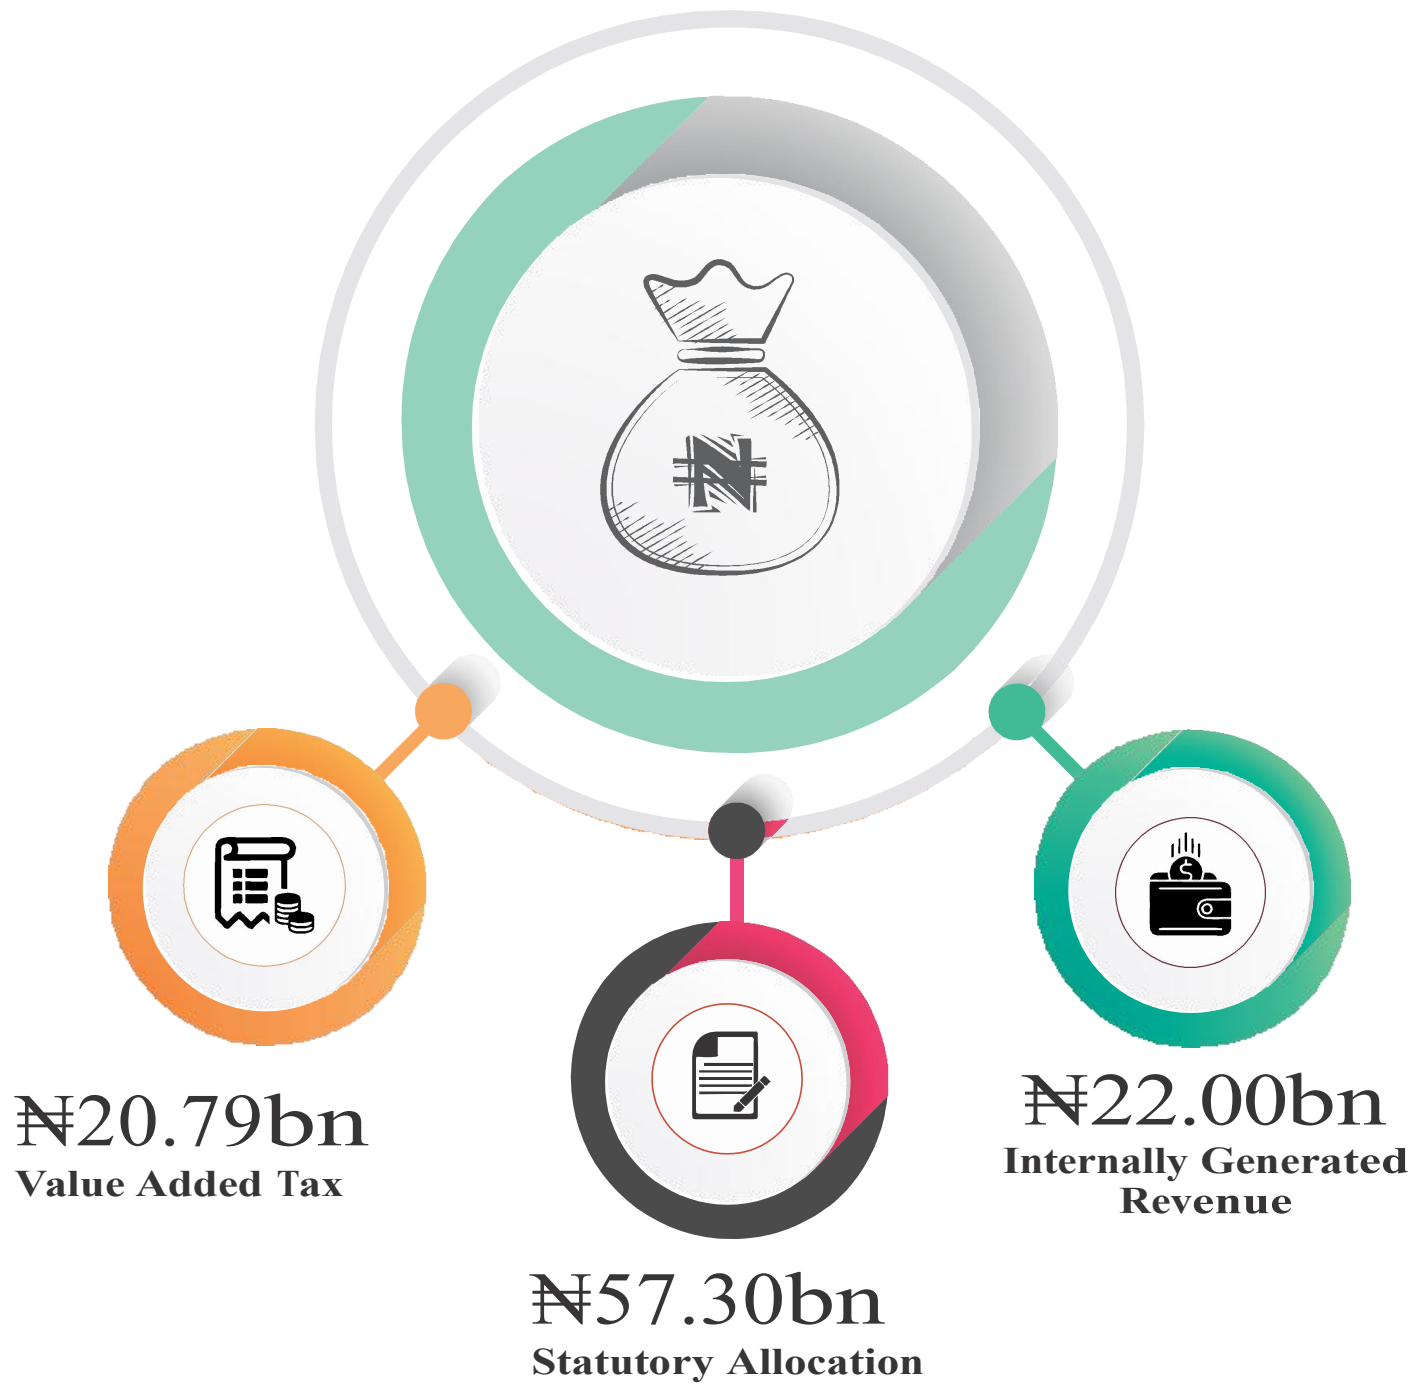 ₦
₦20.79bn
Value Added Tax
₦57.30bn
Statutory Allocation
₦22.00bn
Internally Generated
Revenue